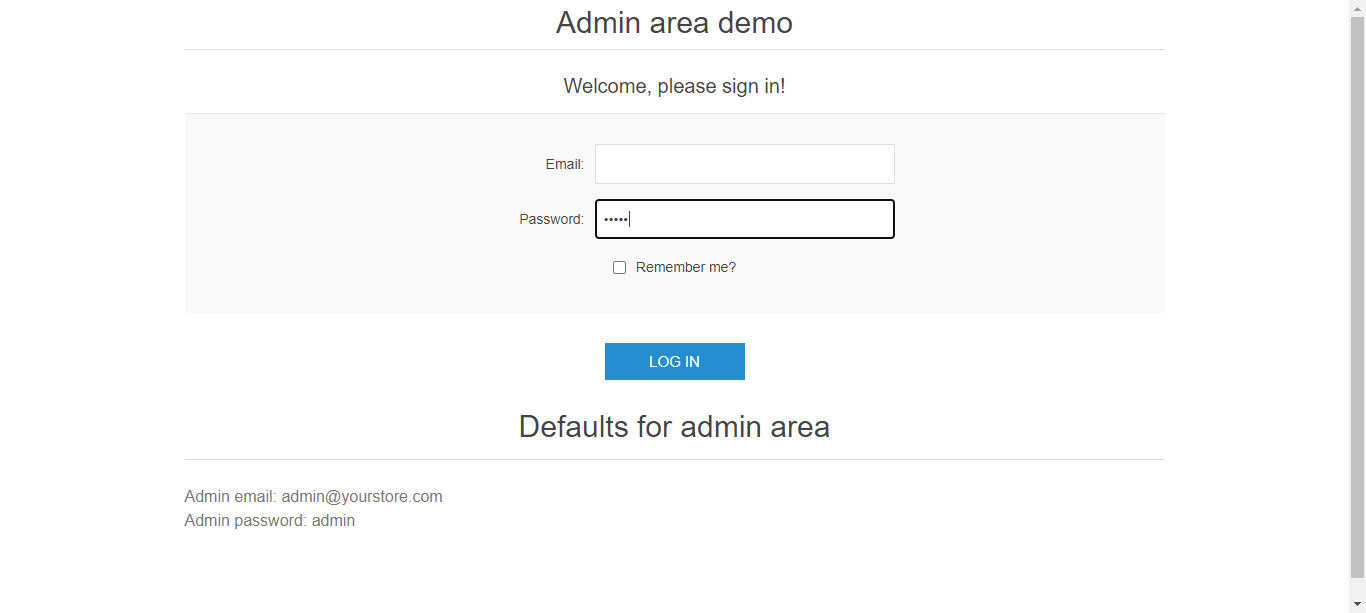 Admin area demo
Welcome, please sign in!
Email:
Password: •••••
Remember me?
LOG IN
Defaults for admin area
Admin email: admin@yourstore.com
Admin password: admin